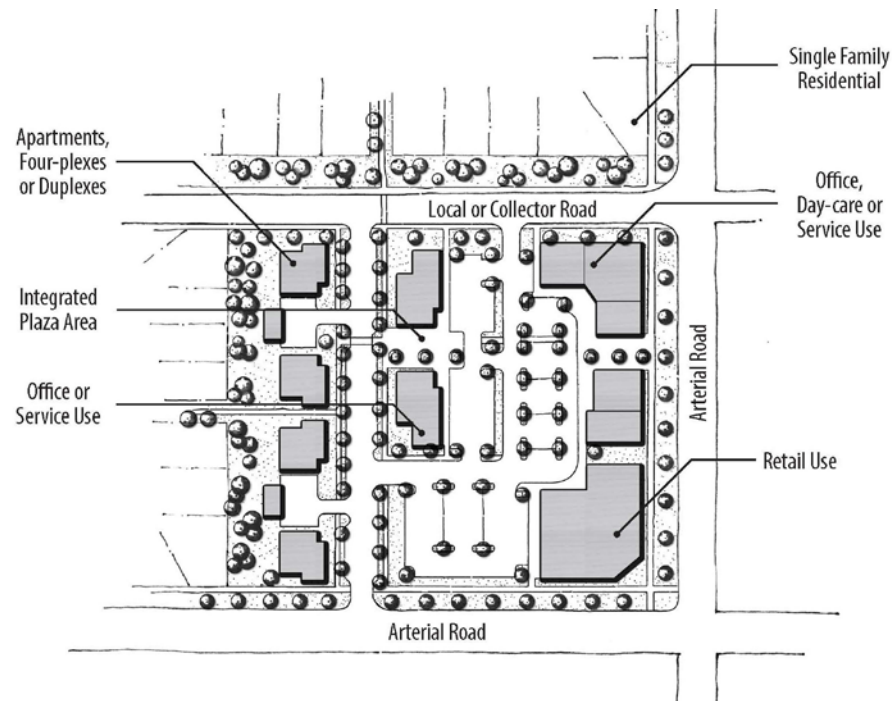 Single Family
Residential
Apartments,
Four-plexes
or Duplexes
Office,
Day-care or
Service Use
Local or Collector Road
Integrated
Plaza Area
Arterial Road
Office or
Service Use
Retail Use
Arterial Road